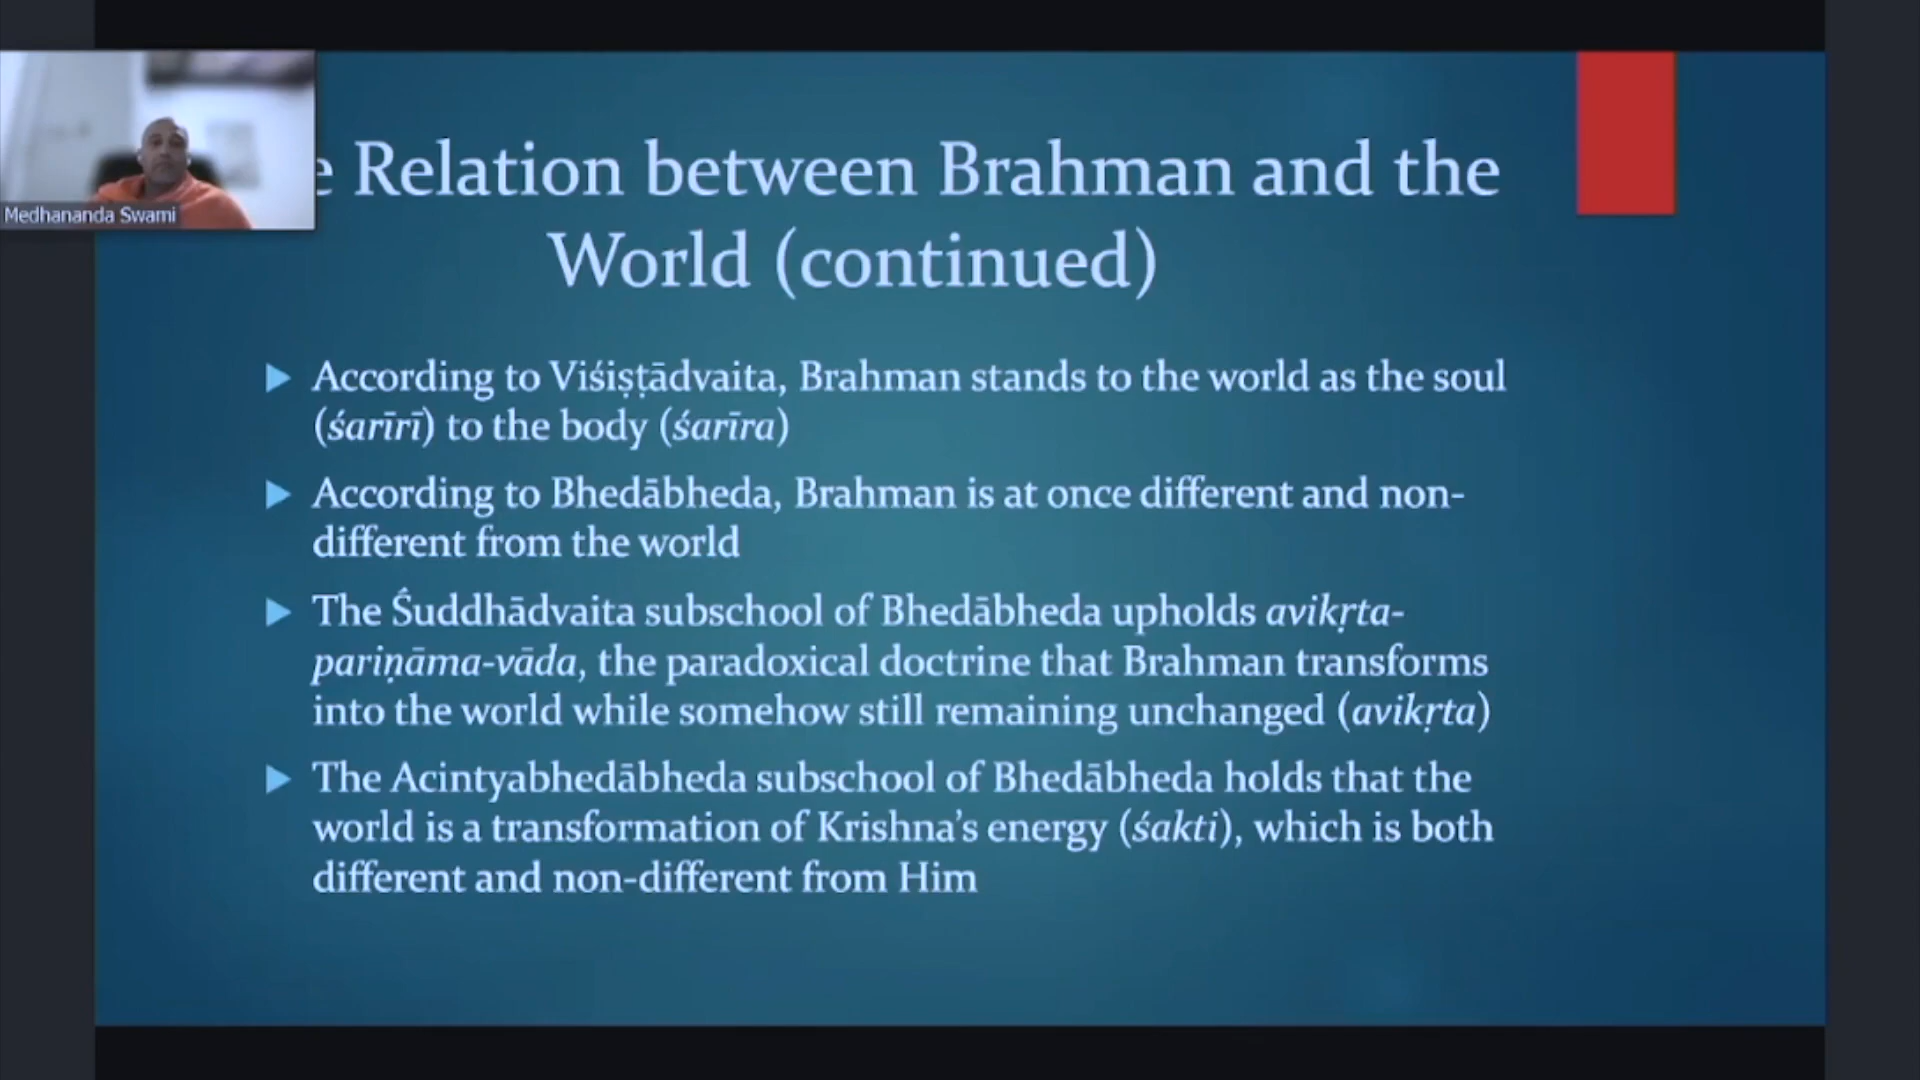 Medhananda Swami
e Relation between Brahman and the
World (continued)
According to Viśiṣṭādvaita, Brahman stands to the world as the soul
(śarīrī) to the body (śarīra)
According to Bhedābheda, Brahman is at once different and non-
different from the world
The Śuddhādvaita subschool of Bhedābheda upholds avikṛta-
pariṇāma-vāda, the paradoxical doctrine that Brahman transforms
into the world while somehow still remaining unchanged (avikṛta)
The Acintyabhedābheda subschool of Bhedābheda holds that the
world is a transformation of Krishna’s energy (śakti), which is both
different and non-different from Him